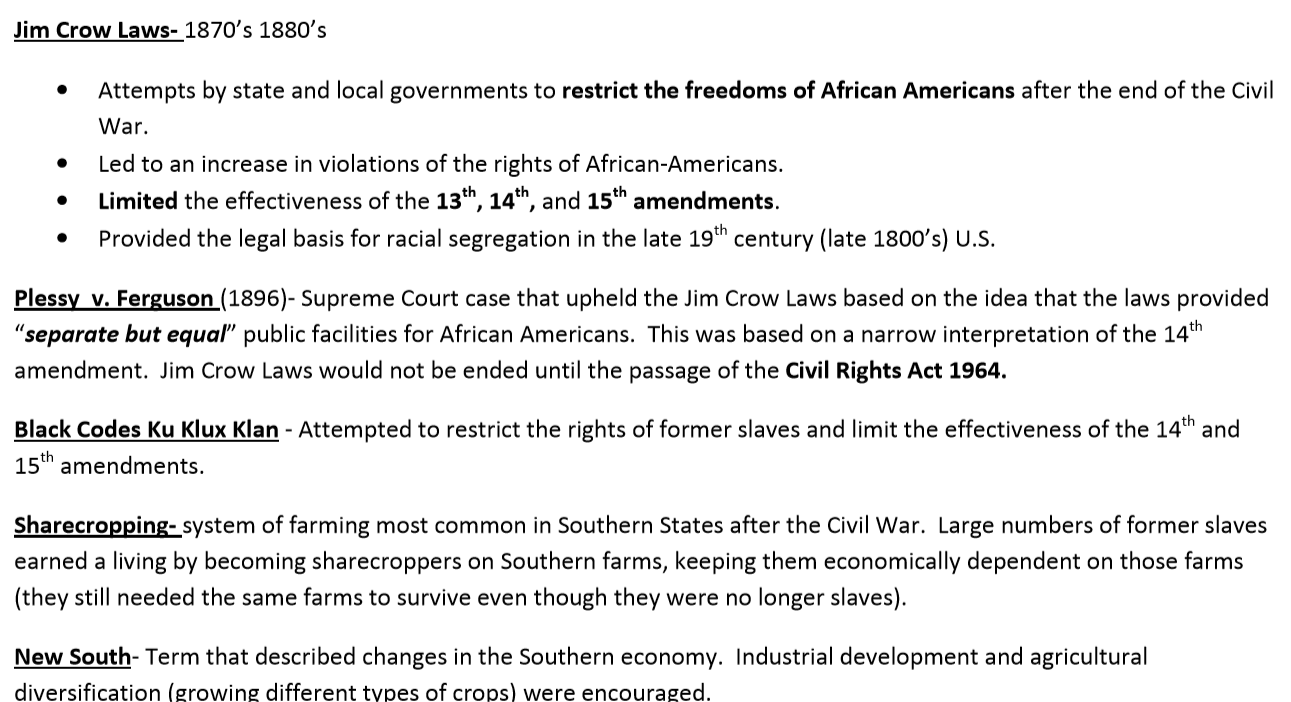 Jim Crow Laws- 1870’s 1880’s
• Attempts by state and local governments to restrict the freedoms of African Americans after the end of the Civil
War.
• Led to an increase in violations of the rights of African-Americans.
• Limited the effectiveness of the 13th, 14th, and 15th amendments.
• Provided the legal basis for racial segregation in the late 19th century (late 1800’s) U.S.
Plessy v. Ferguson (1896)- Supreme Court case that upheld the Jim Crow Laws based on the idea that the laws provided
“separate but equal” public facilities for African Americans. This was based on a narrow interpretation of the 14th
amendment. Jim Crow Laws would not be ended until the passage of the Civil Rights Act 1964.
Black Codes Ku Klux Klan - Attempted to restrict the rights of former slaves and limit the effectiveness of the 14th and
15th amendments.
Sharecropping- system of farming most common in Southern States after the Civil War. Large numbers of former slaves
earned a living by becoming sharecroppers on Southern farms, keeping them economically dependent on those farms
(they still needed the same farms to survive even though they were no longer slaves).
New South- Term that described changes in the Southern economy. Industrial development and agricultural
diversification (growing different types of crops) were encouraged.